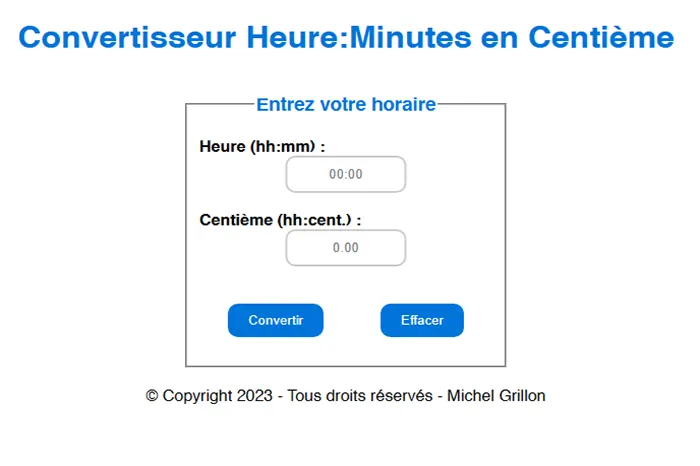 Convertisseur Heure:Minutes en Centième
Entrez votre horaire
Heure (hh:mm) :
00:00
Centième (hh:cent.) :
0.00
Convertir Effacer
© Copyright 2023 - Tous droits réservés - Michel Grillon